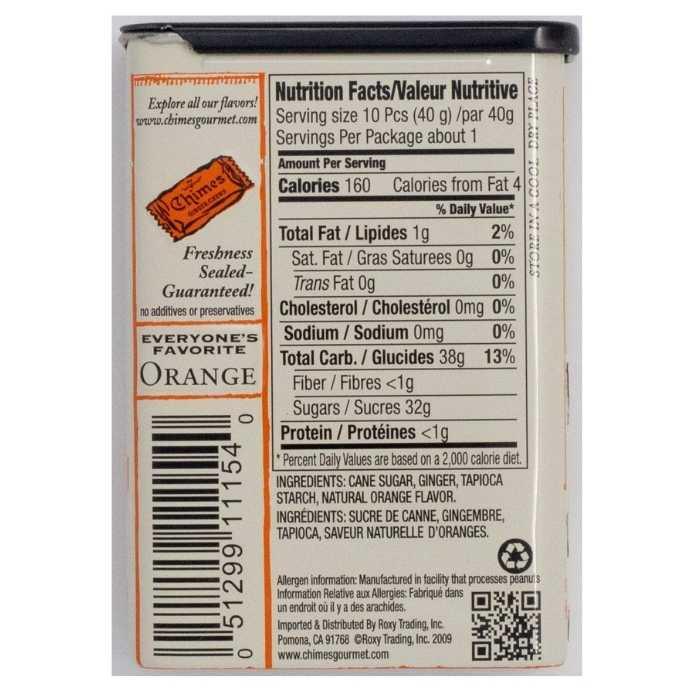 Explore all our flavors!
www.chimesgourmet.com
Chimes
GINGER CHEWS
Freshness
Sealed-
Guaranteed!
no additives or preservatives
EVERYONE'S
FAVORITE
ORANGE
0 51299 11154 0
Nutrition Facts/Valeur Nutritive
Serving size 10 Pcs (40 g) /par 40g
Servings Per Package about 1
Amount Per Serving
Calories 160 Calories from Fat 4
% Daily Value*
Total Fat / Lipides 1g 2%
Sat. Fat / Gras Saturees 0g 0%
Trans Fat 0g 0%
Cholesterol / Cholestérol 0mg 0%
Sodium / Sodium 0mg 0%
Total Carb. / Glucides 38g 13%
Fiber / Fibres <1g
Sugars / Sucres 32g
Protein / Protéines <1g
* Percent Daily Values are based on a 2,000 calorie diet.
INGREDIENTS: CANE SUGAR, GINGER, TAPIOCA
STARCH, NATURAL ORANGE FLAVOR.
INGRÉDIENTS: SUCRE DE CANNE, GINGEMBRE,
TAPIOCA, SAVEUR NATURELLE D'ORANGES.
Allergen information: Manufactured in facility that processes peanuts
Information Relative aux Allergies: Fabriqué dans
un endroit où il y a des arachides.
Imported & Distributed By Roxy Trading, Inc.
Pomona, CA 91768 ©Roxy Trading, Inc. 2009
www.chimesgourmet.com
STORE IN A COOL DRY PLACE